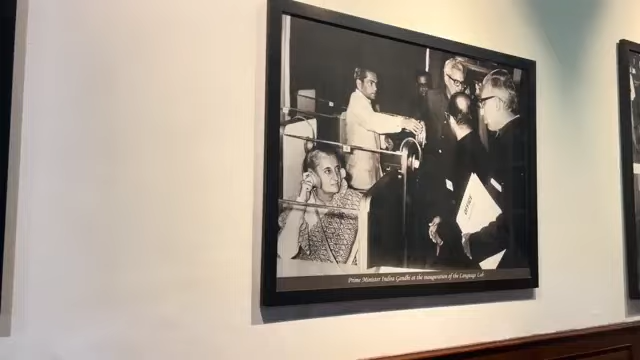 Prime Minister Indira Gandhi at the inauguration of the Language Lab